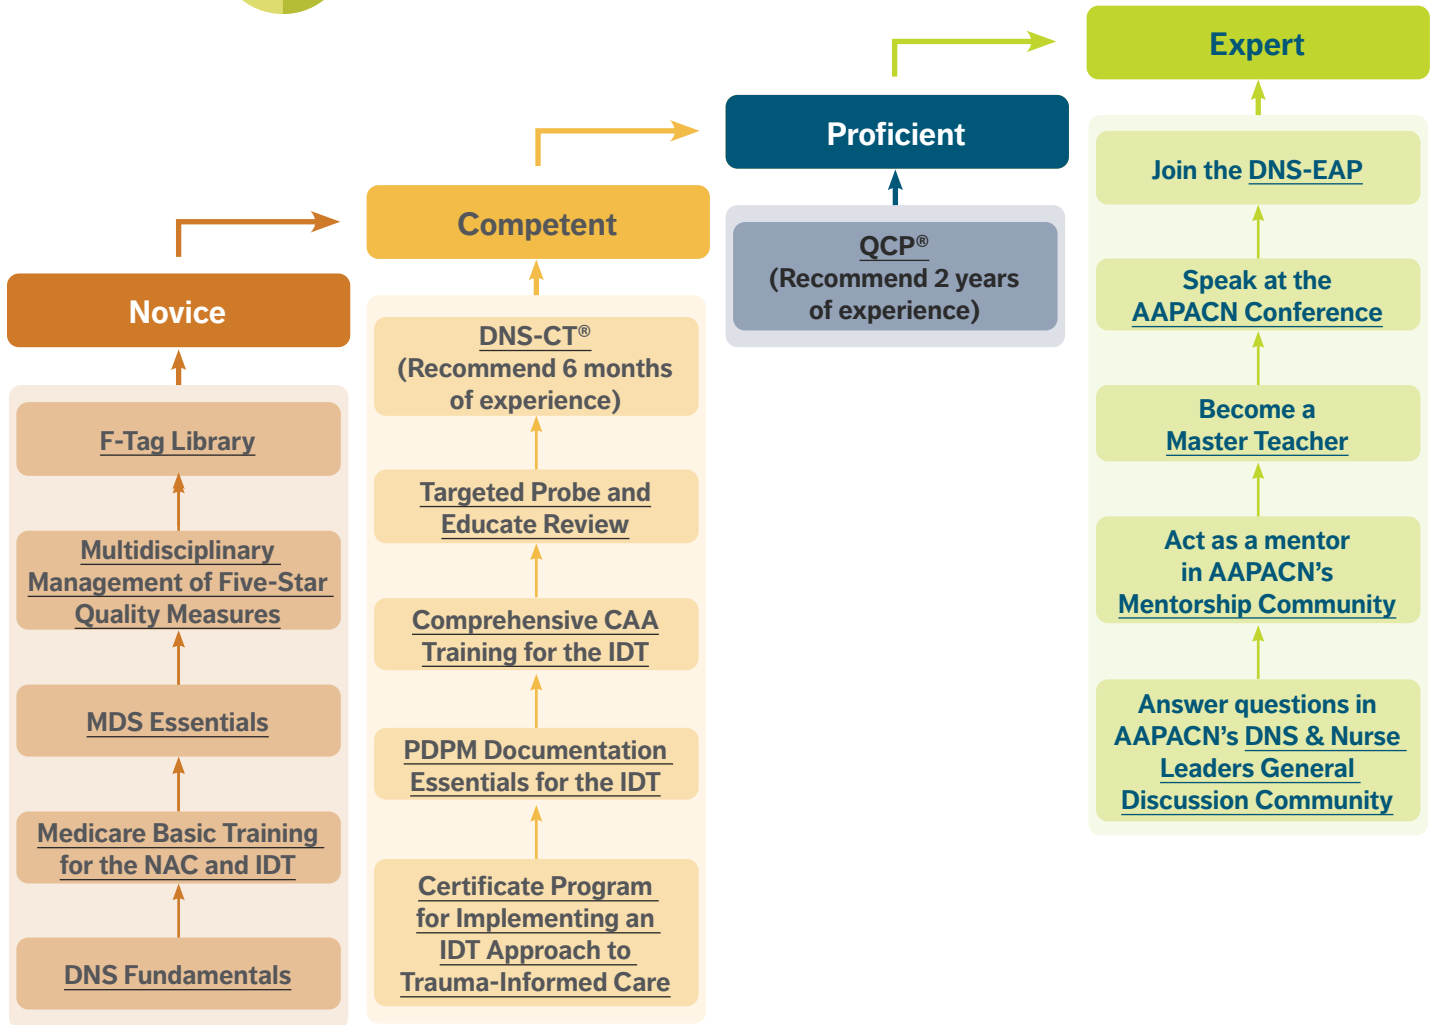 Novice
F-Tag Library
Multidisciplinary
Management of Five-Star
Quality Measures
MDS Essentials
Medicare Basic Training
for the NAC and IDT
DNS Fundamentals
Competent
DNS-CT®
(Recommend 6 months
of experience)
Targeted Probe and
Educate Review
Comprehensive CAA
Training for the IDT
PDPM Documentation
Essentials for the IDT
Certificate Program
for Implementing an
IDT Approach to
Trauma-Informed Care
Proficient
QCP®
(Recommend 2 years
of experience)
Expert
Join the DNS-EAP
Speak at the
AAPACN Conference
Become a
Master Teacher
Act as a mentor
in AAPACN’s
Mentorship Community
Answer questions in
AAPACN’s DNS & Nurse
Leaders General
Discussion Community